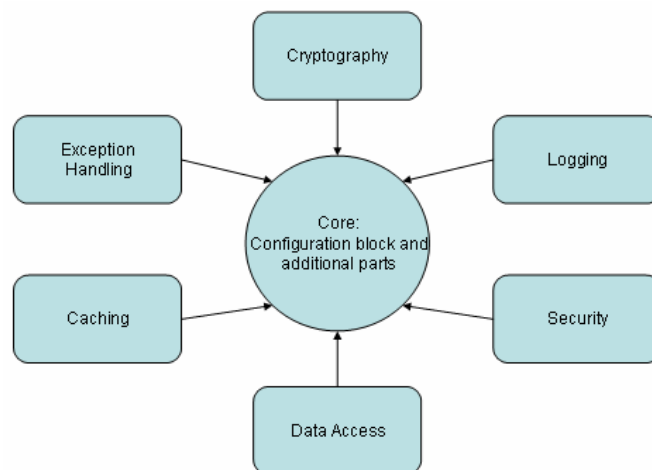 Cryptography
Exception
Handling
Logging
Core:
Configuration block and
additional parts
Caching
Security
Data Access